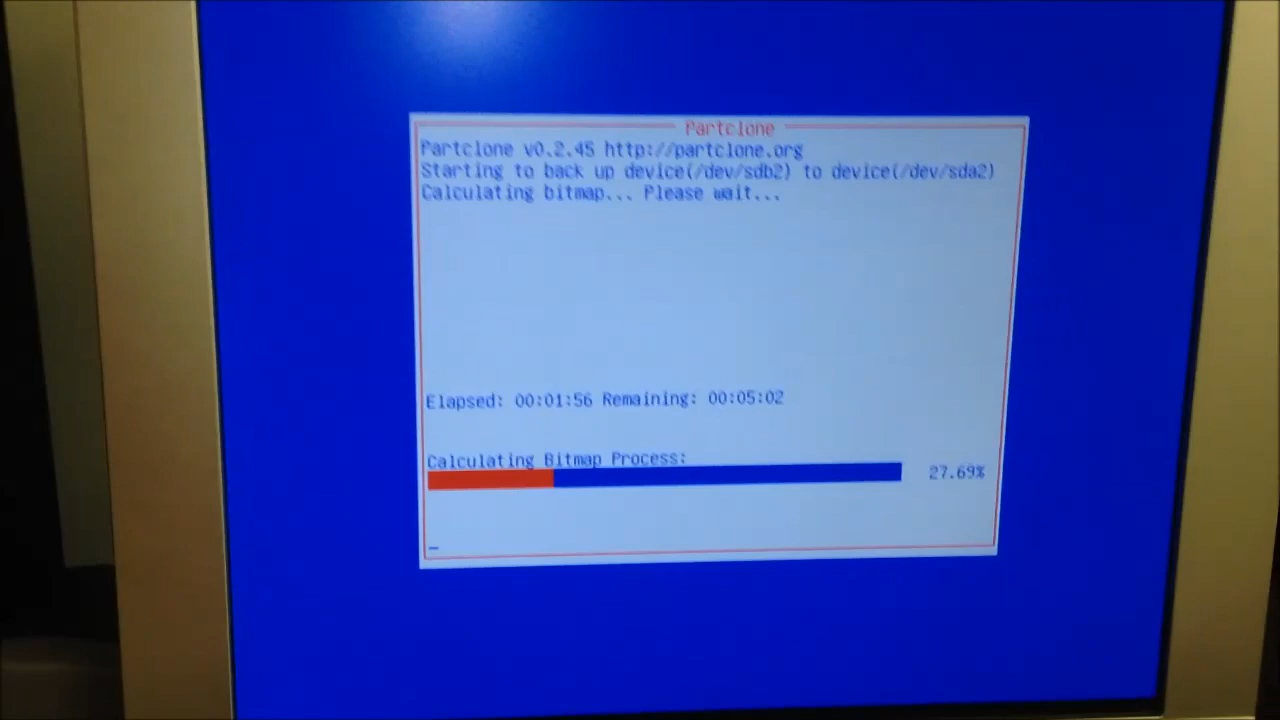 Partclone
Partclone v0.2.45 http://partclone.org
Starting to back up device(/dev/sdb2) to device(/dev/sda2)
Calculating bitmap... Please wait...
Elapsed: 00:01:56 Remaining: 00:05:02
Calculating Bitmap Process:
27.69%